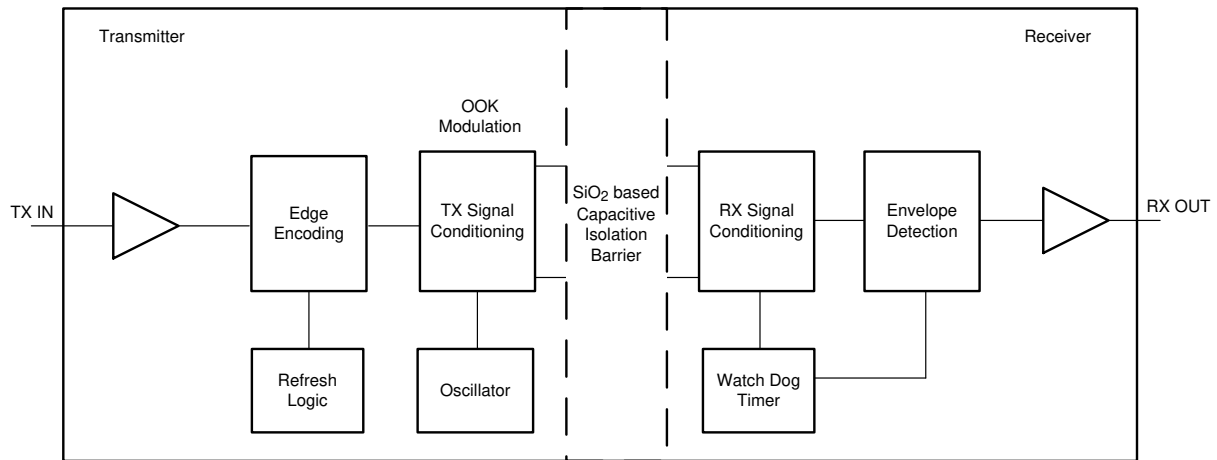 Transmitter
Receiver
OOK
Modulation
TX IN
Edge
Encoding
TX Signal
Conditioning
SiO₂ based
Capacitive
Isolation
Barrier
RX Signal
Conditioning
Envelope
Detection
RX OUT
Refresh
Logic
Oscillator
Watch Dog
Timer